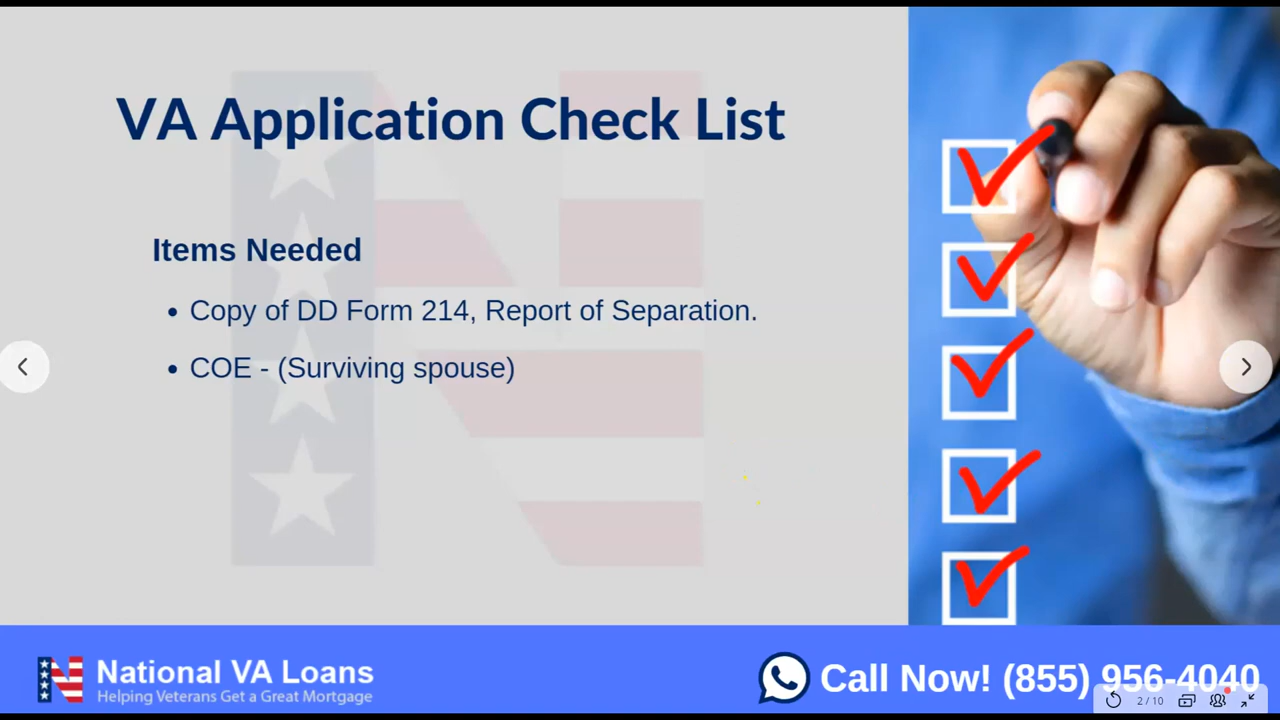 VA Application Check List
Items Needed
• Copy of DD Form 214, Report of Separation.
• COE - (Surviving spouse)
National VA Loans
Helping Veterans Get a Great Mortgage
Call Now! (855) 956-4040
2 / 10